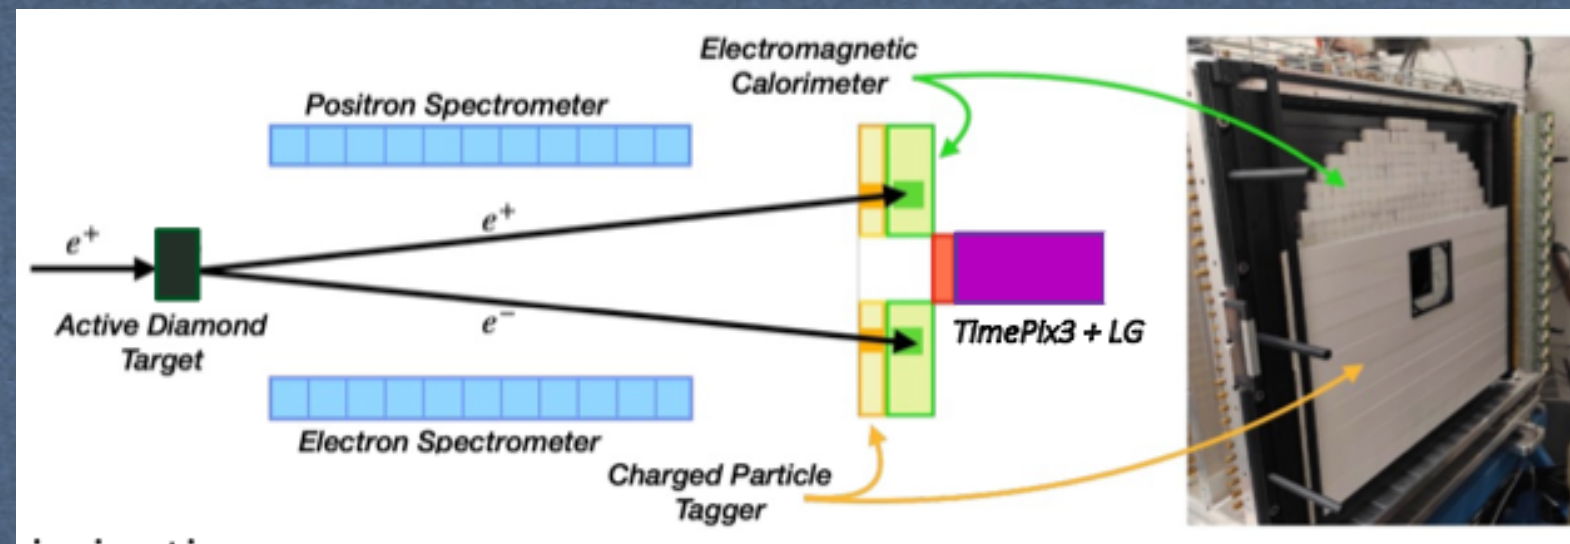 Electromagnetic
Calorimeter
Positron Spectrometer
e⁺
e⁺
e⁻
Active Diamond
Target
TimePix3 + LG
Electron Spectrometer
Charged Particle
Tagger